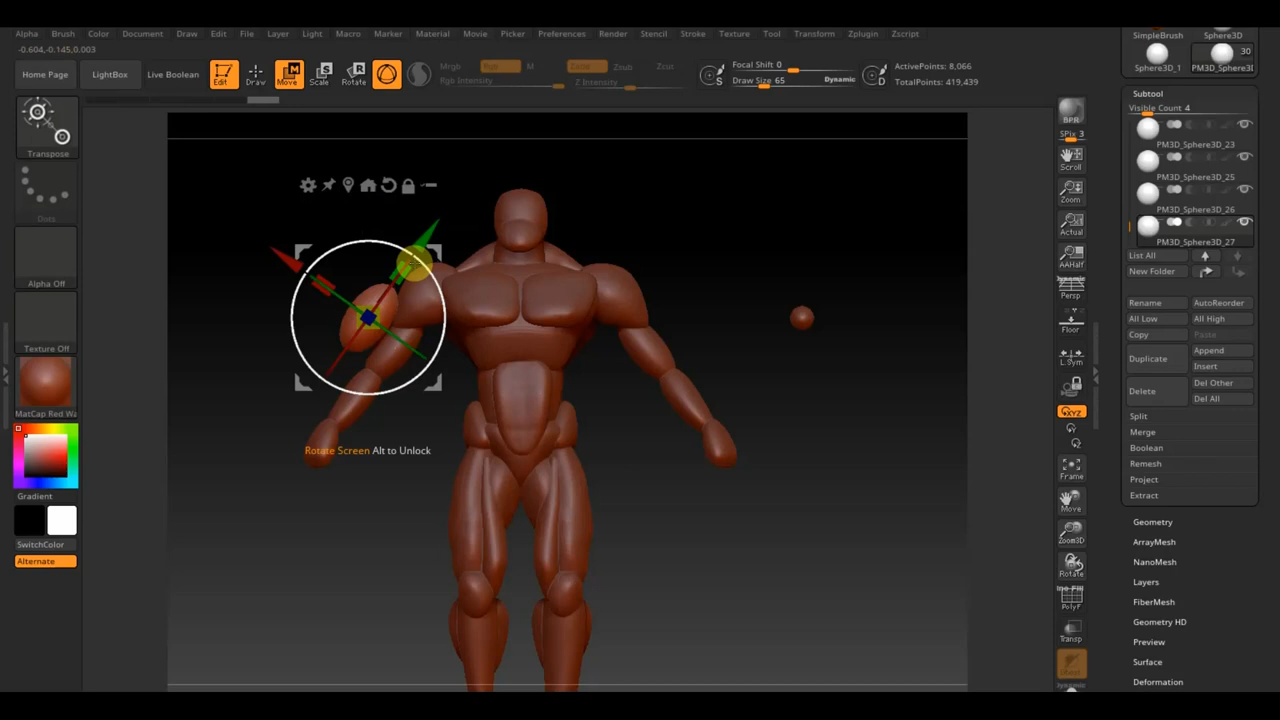 Alpha Brush Color Document Draw Edit File Layer Light Macro Marker Material Movie Picker Preferences Render Stencil Stroke Texture Tool Transform Zplugin Zscript
-0.604,-0.145,0.003
Home Page LightBox Live Boolean Edit Draw Move Scale Rotate
Mrgb Rgb M Zadd Zsub Zcut
Rgb Intensity Z Intensity
Focal Shift 0
Draw Size 65 Dynamic
S
D
ActivePoints: 8,066
TotalPoints: 419,439
SimpleBrush Sphere3D
30
Sphere3D_1 PM3D_Sphere3D
Transpose
Dots
Alpha Off
Texture Off
MatCap Red Wa
Gradient
SwitchColor
Alternate
Rotate Screen Alt to Unlock
BPR
SPix 3
Scroll
Zoom
Actual
AAHalf
Dynamic
Persp
Floor
L.Sym
XYZ
Y
Z
Frame
Move
Zoom3D
Rotate
Line Fill
PolyF
Transp
Dynamic
Subtool
Visible Count 4
PM3D_Sphere3D_23
PM3D_Sphere3D_25
PM3D_Sphere3D_26
PM3D_Sphere3D_27
List All
New Folder
Rename AutoReorder
All Low All High
Copy Paste
Duplicate Append
Insert
Delete Del Other
Del All
Split
Merge
Boolean
Remesh
Project
Extract
Geometry
ArrayMesh
NanoMesh
Layers
FiberMesh
Geometry HD
Preview
Surface
Deformation